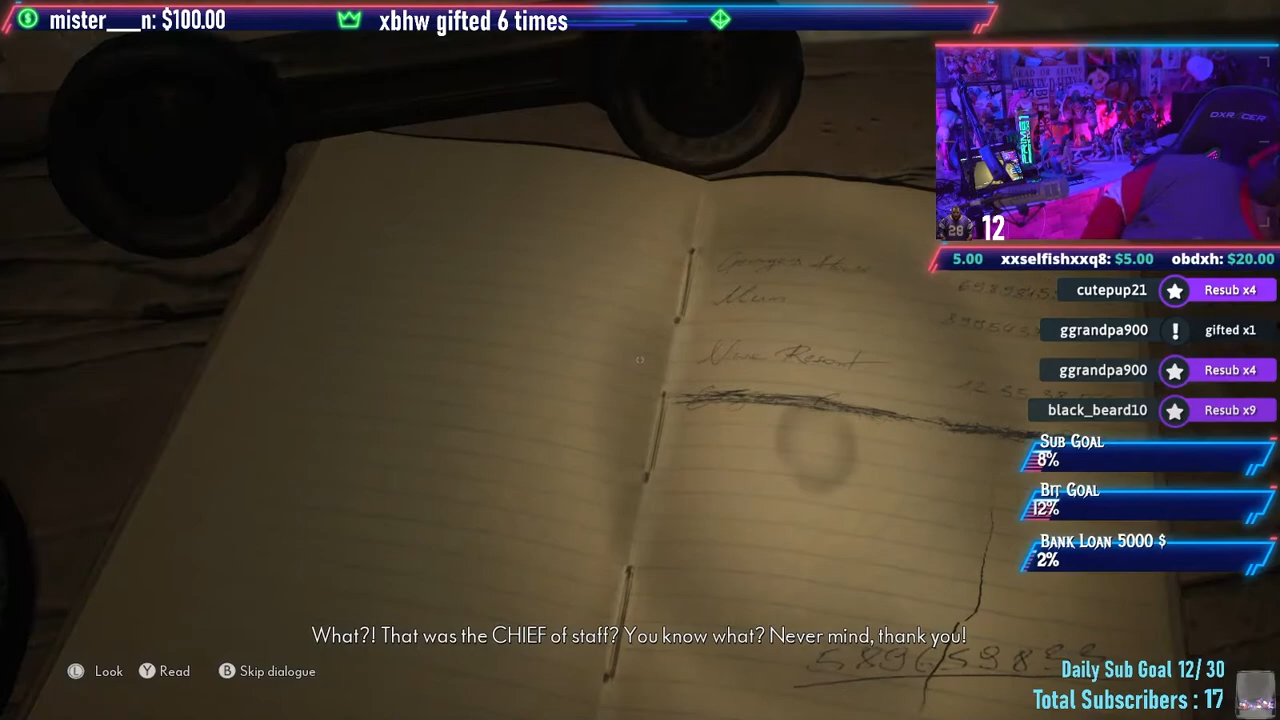 mister___n: $100.00
xbhw gifted 6 times
DXRACER
12
5.00 xxselfishxxq8: $5.00 obdxh: $20.00
cutepup21 Resub x4
ggrandpa900 gifted x1
ggrandpa900 Resub x4
black_beard10 Resub x9
Mum
Resort
Sub Goal
8%
Bit Goal
12%
Bank Loan 5000 $
2%
What?! That was the CHIEF of staff? You know what? Never mind, thank you!
L Look Y Read B Skip dialogue
Daily Sub Goal 12/ 30
Total Subscribers : 17